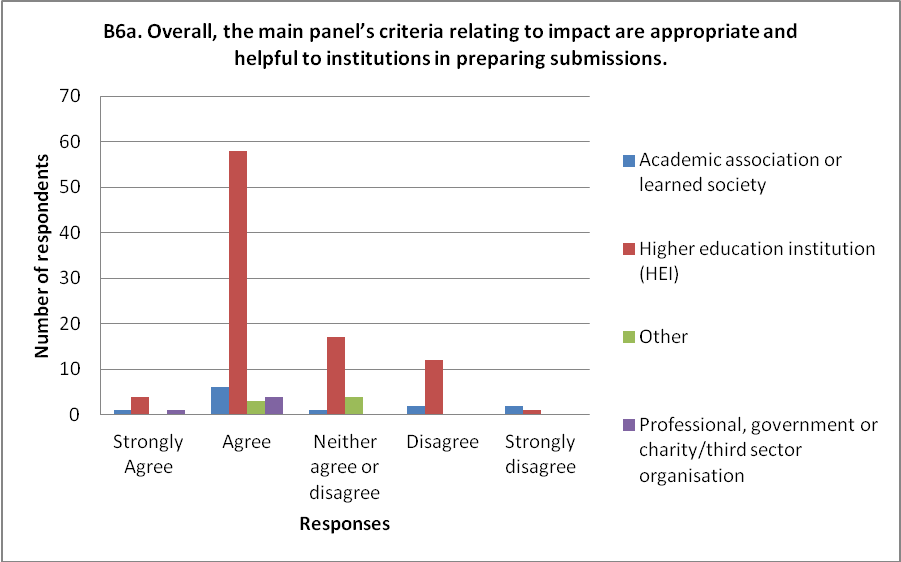 B6a. Overall, the main panel’s criteria relating to impact are appropriate and
helpful to institutions in preparing submissions.
70
60
50
40
30
20
10
0
Number of respondents
Strongly
Agree
Agree
Neither
agree or
disagree
Disagree
Strongly
disagree
Responses
Academic association or
learned society
Higher education institution
(HEI)
Other
Professional, government or
charity/third sector
organisation